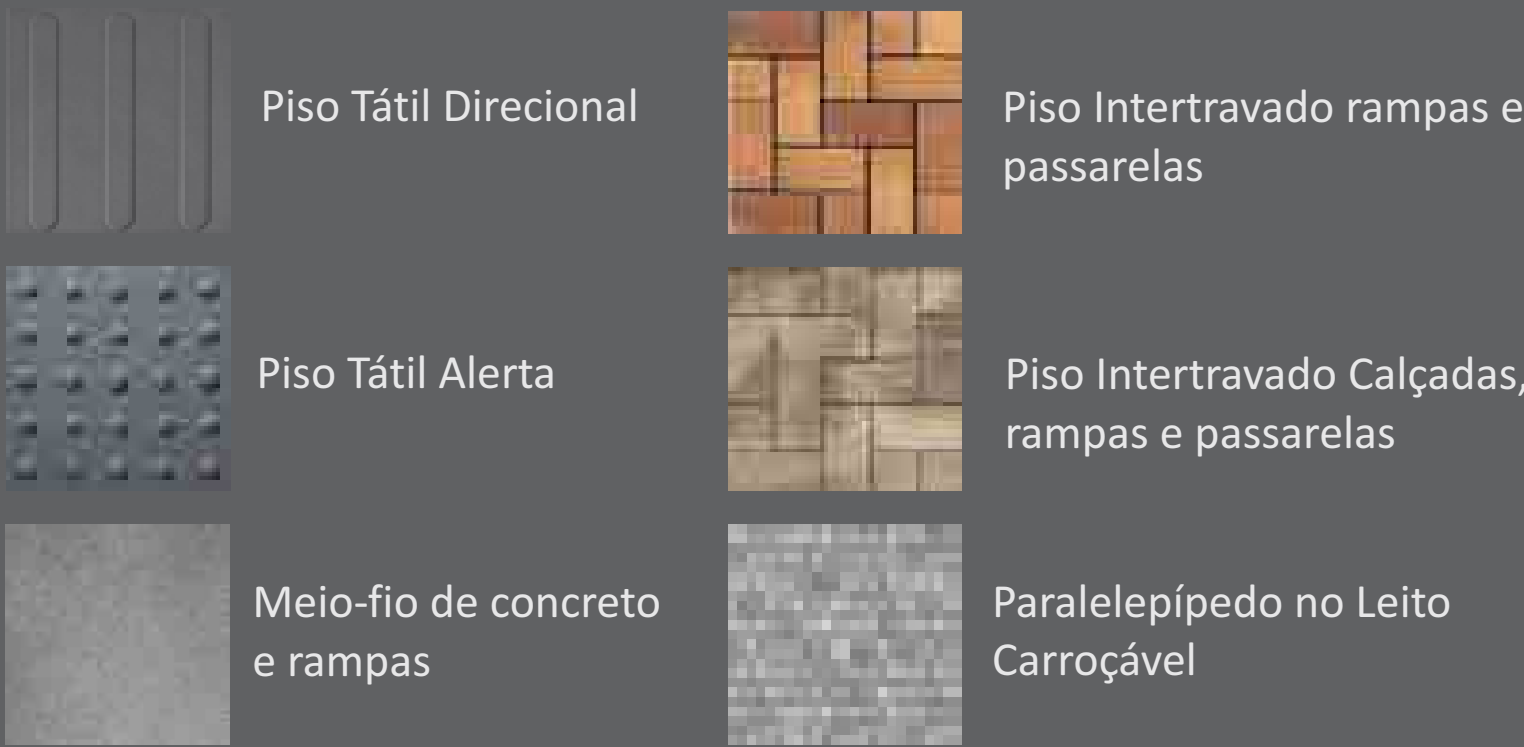 Piso Tátil Direcional
Piso Intertravado rampas e
passarelas
Piso Tátil Alerta
Piso Intertravado Calçadas,
rampas e passarelas
Meio-fio de concreto
e rampas
Paralelepípedo no Leito
Carroçável